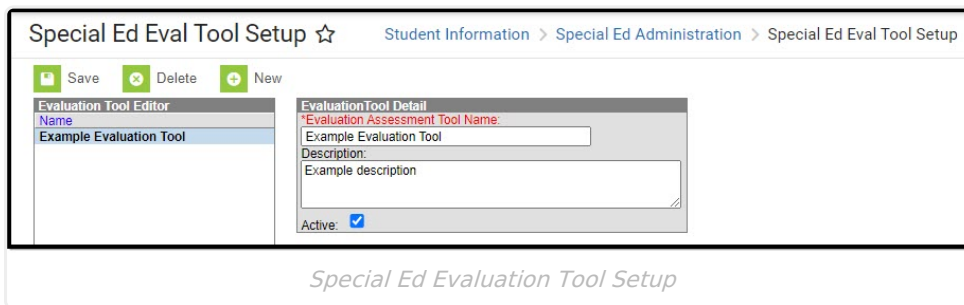 Special Ed Eval Tool Setup ☆ Student Information > Special Ed Administration > Special Ed Eval Tool Setup
Save Delete New
Evaluation Tool Editor
Name
Example Evaluation Tool
EvaluationTool Detail
*Evaluation Assessment Tool Name:
Example Evaluation Tool
Description:
Example description
Active:
Special Ed Evaluation Tool Setup